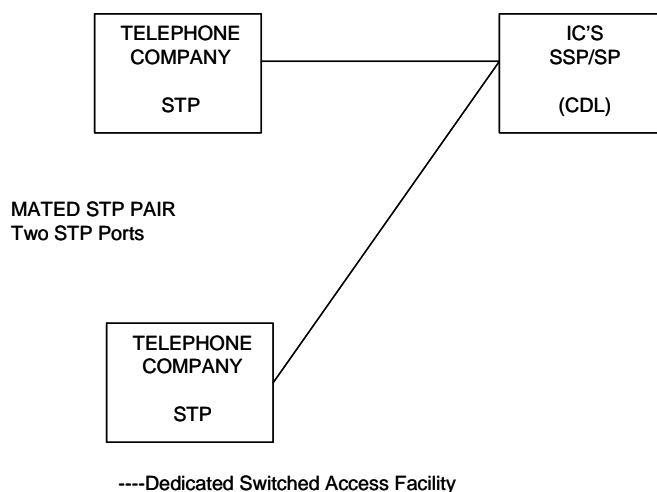 TELEPHONE
COMPANY
STP
IC'S
SSP/SP
(CDL)
MATED STP PAIR
Two STP Ports
TELEPHONE
COMPANY
STP
----Dedicated Switched Access Facility